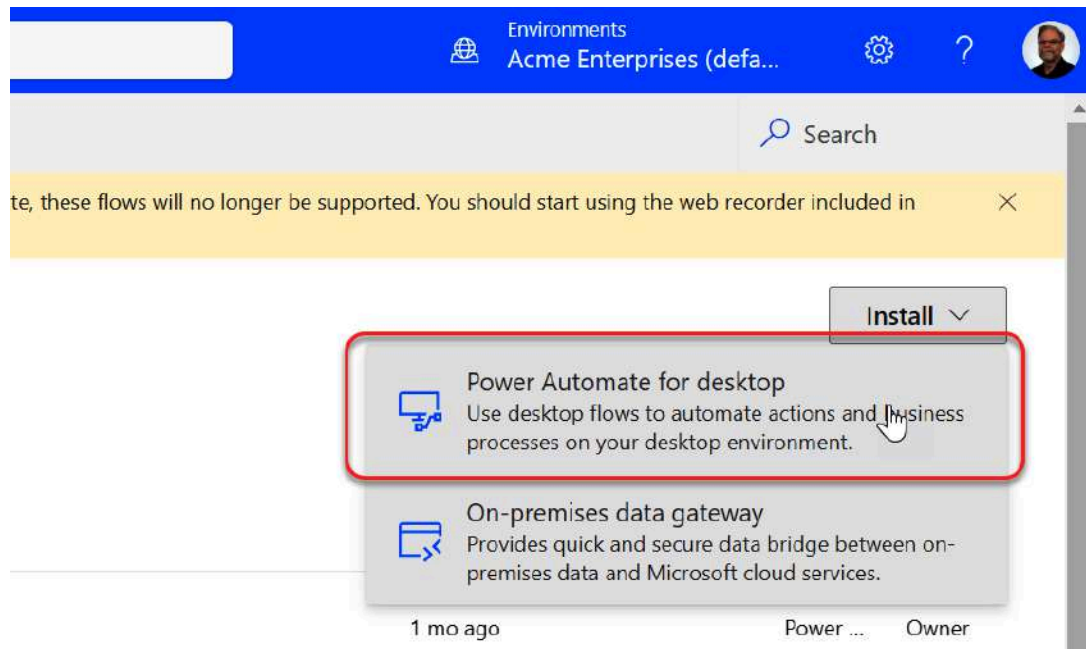 Environments
Acme Enterprises (defa...
?
Search
te, these flows will no longer be supported. You should start using the web recorder included in
Install
Power Automate for desktop
Use desktop flows to automate actions and business
processes on your desktop environment.
On-premises data gateway
Provides quick and secure data bridge between on-
premises data and Microsoft cloud services.
1 mo ago Power ... Owner